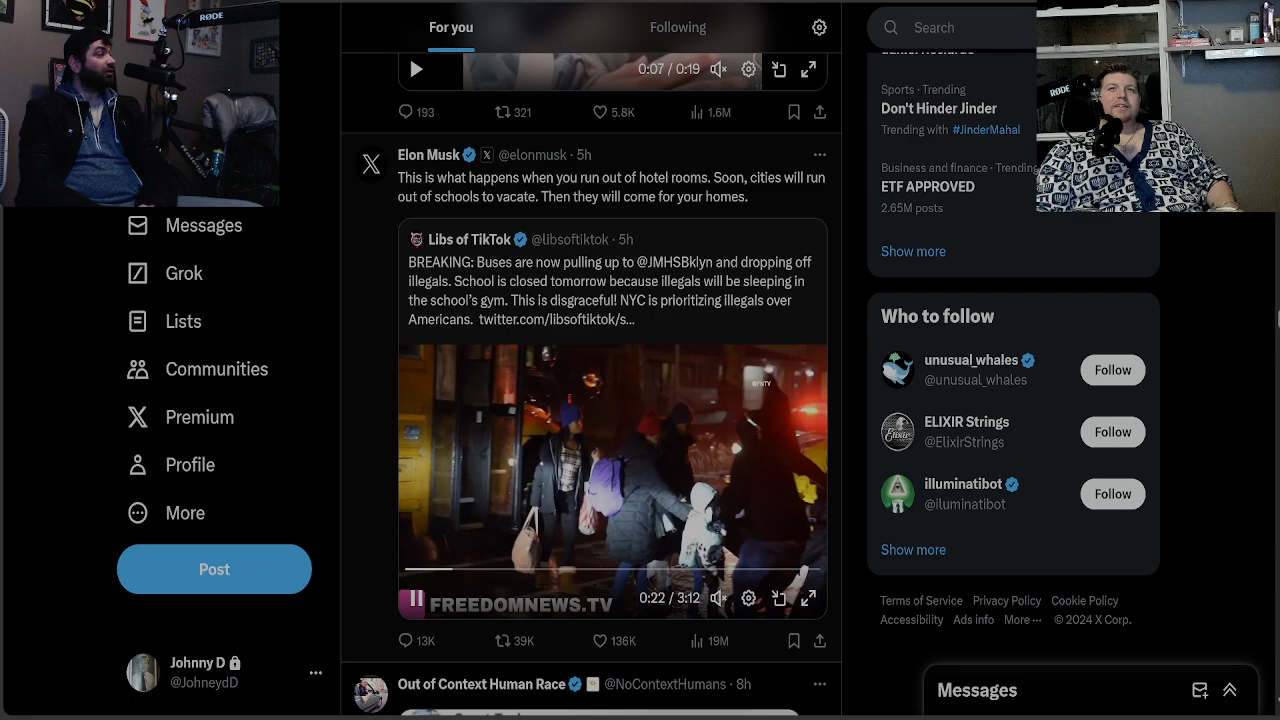 RØDE
For you
Following
Search
0:07 / 0:19
193
321
5.8K
1.6M
Sports · Trending
Don't Hinder Jinder
Trending with #JinderMahal
RØDE
Elon Musk @elonmusk · 5h
This is what happens when you run out of hotel rooms. Soon, cities will run
out of schools to vacate. Then they will come for your homes.
Business and finance · Trending
ETF APPROVED
2.65M posts
Show more
Messages
Grok
Lists
Communities
Premium
Profile
More
Post
Libs of TikTok @libsoftiktok · 5h
BREAKING: Buses are now pulling up to @JMHSBklyn and dropping off
illegals. School is closed tomorrow because illegals will be sleeping in
the school's gym. This is disgraceful! NYC is prioritizing illegals over
Americans. twitter.com/libsoftiktok/s...
FREEDOMNEWS.TV
0:22 / 3:12
13K
39K
136K
19M
Who to follow
unusual_whales
@unusual_whales
Follow
ELIXIR Strings
@ElixirStrings
Follow
illuminatibot
@iluminatibot
Follow
Show more
Terms of Service Privacy Policy Cookie Policy
Accessibility Ads info More ··· © 2024 X Corp.
Johnny D
@JohneydD
Out of Context Human Race @NoContextHumans · 8h
Messages